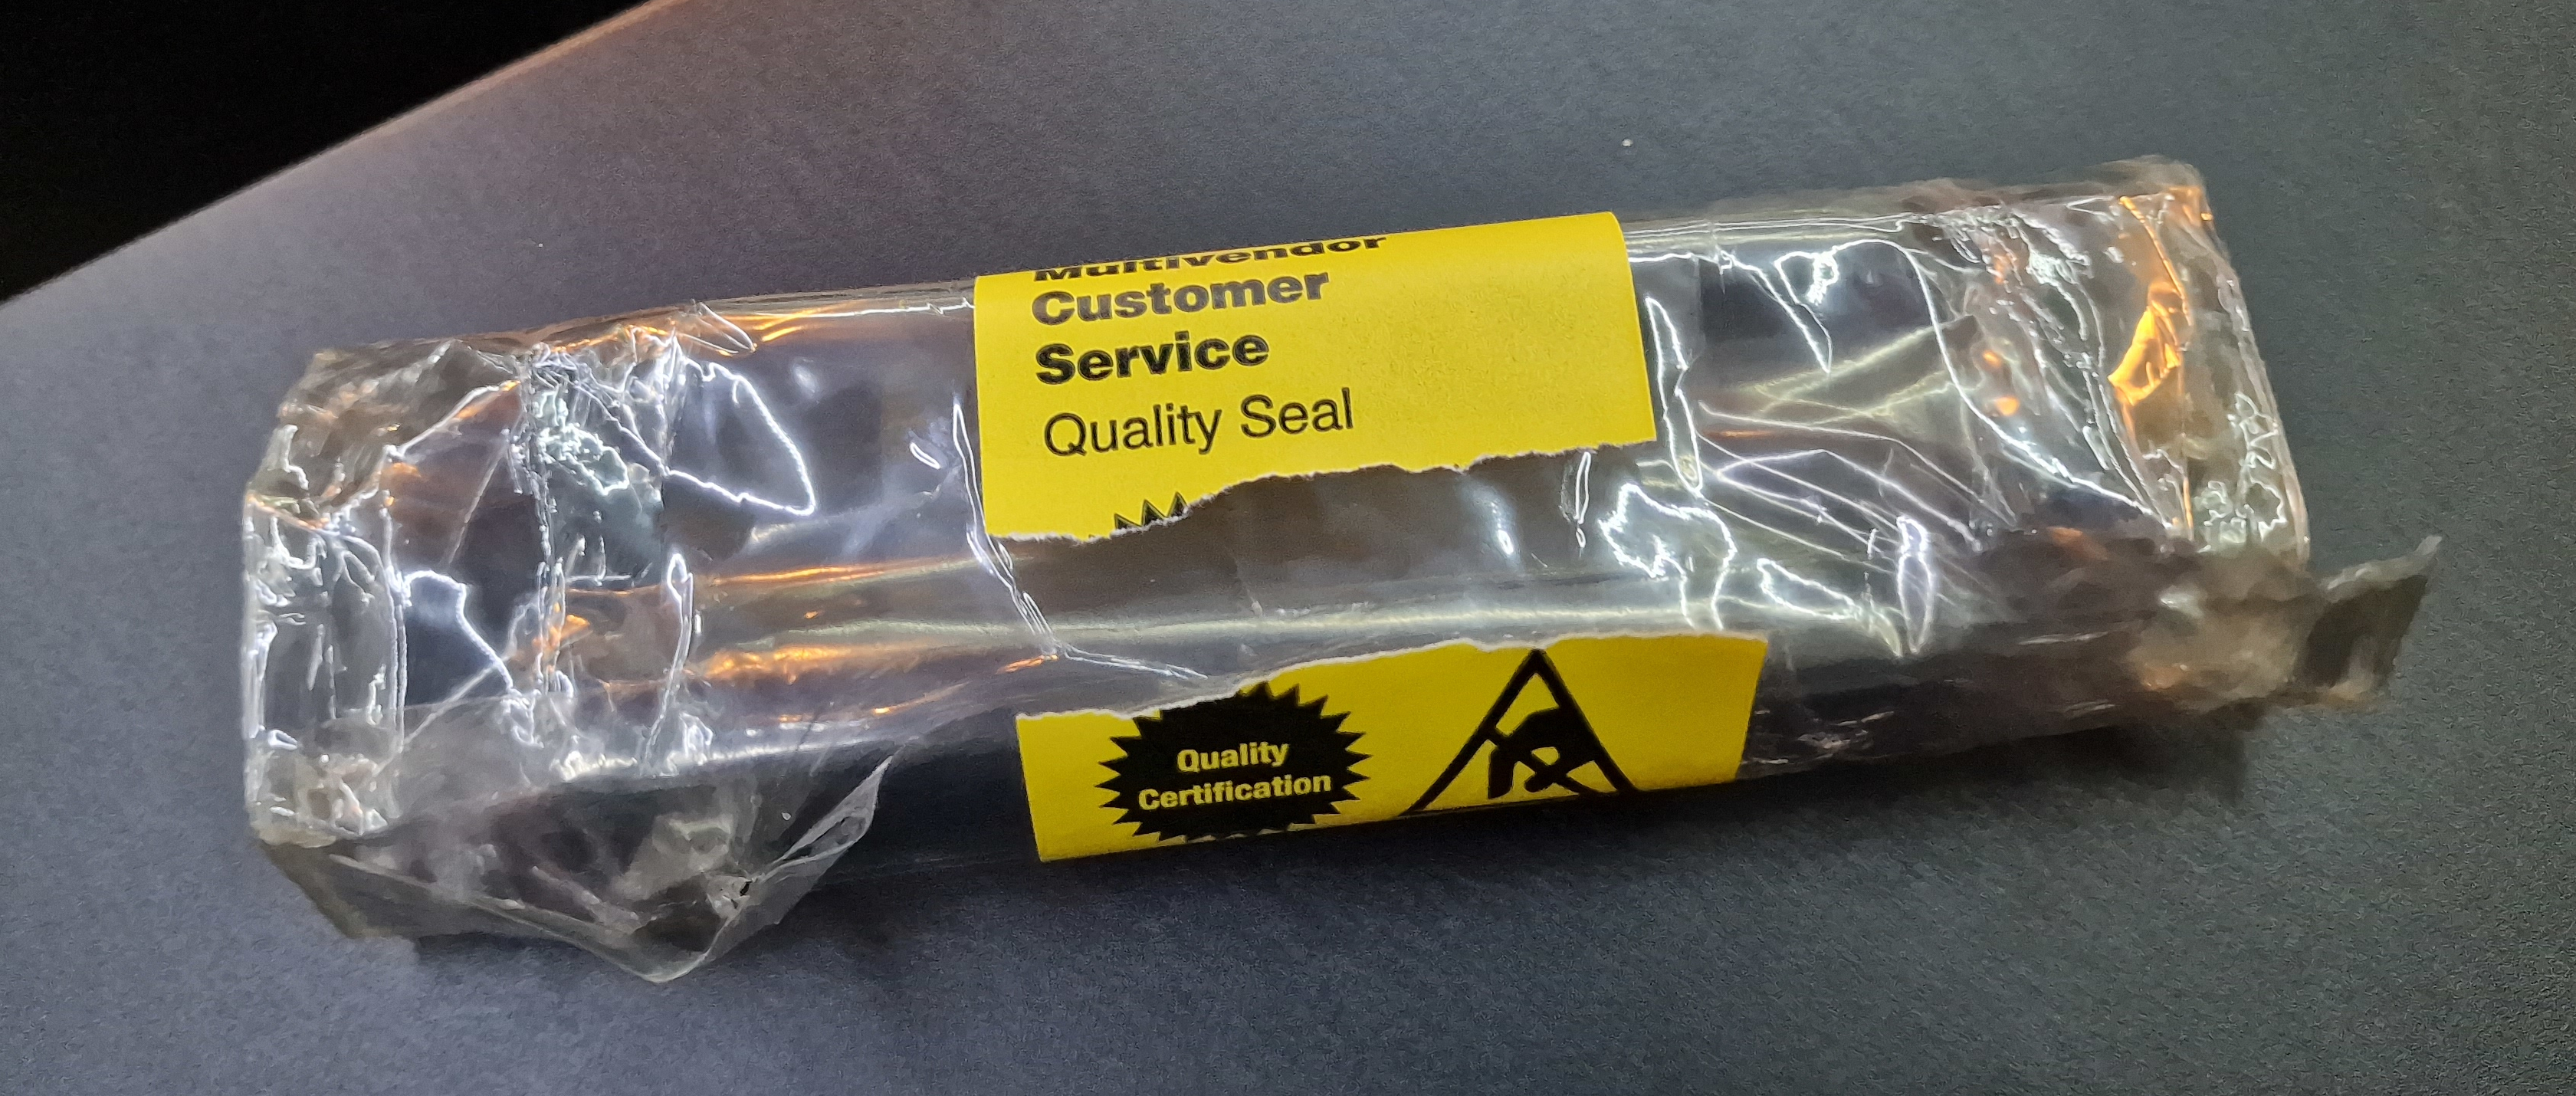 Multivendor
Customer
Service
Quality Seal
Quality
Certification